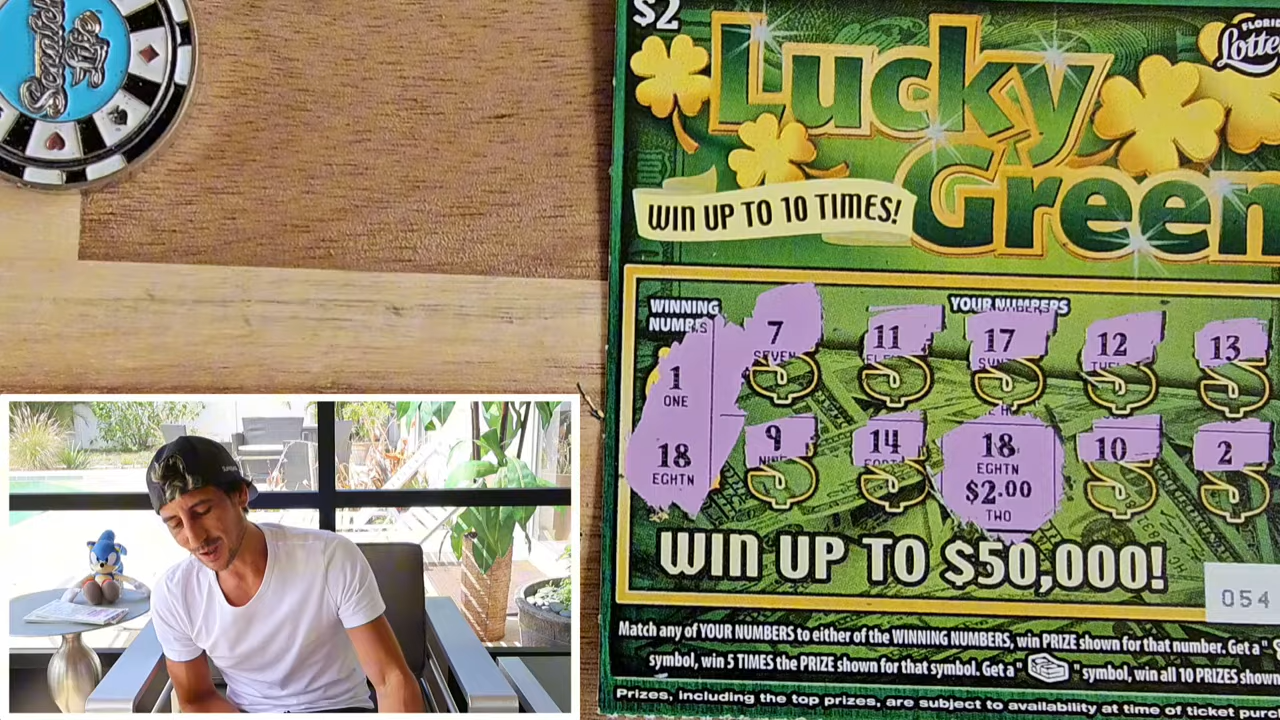 Scratch
Life
$2
FLORID
Lotte
Lucky
Green
WIN UP TO 10 TIMES!
WINNING
NUMBERS
YOUR NUMBERS
1
ONE
18
EGHTN
7
SEVEN
11
17
12
13
9
14
18
EGHTN
$2.00
TWO
10
2
WIN UP TO $50,000!
054
Match any of YOUR NUMBERS to either of the WINNING NUMBERS, win PRIZE shown for that number. Get a "
symbol, win 5 TIMES the PRIZE shown for that symbol. Get a " " symbol, win all 10 PRIZES shown
Prizes, including the top prizes, are subject to availability at time of ticket purc